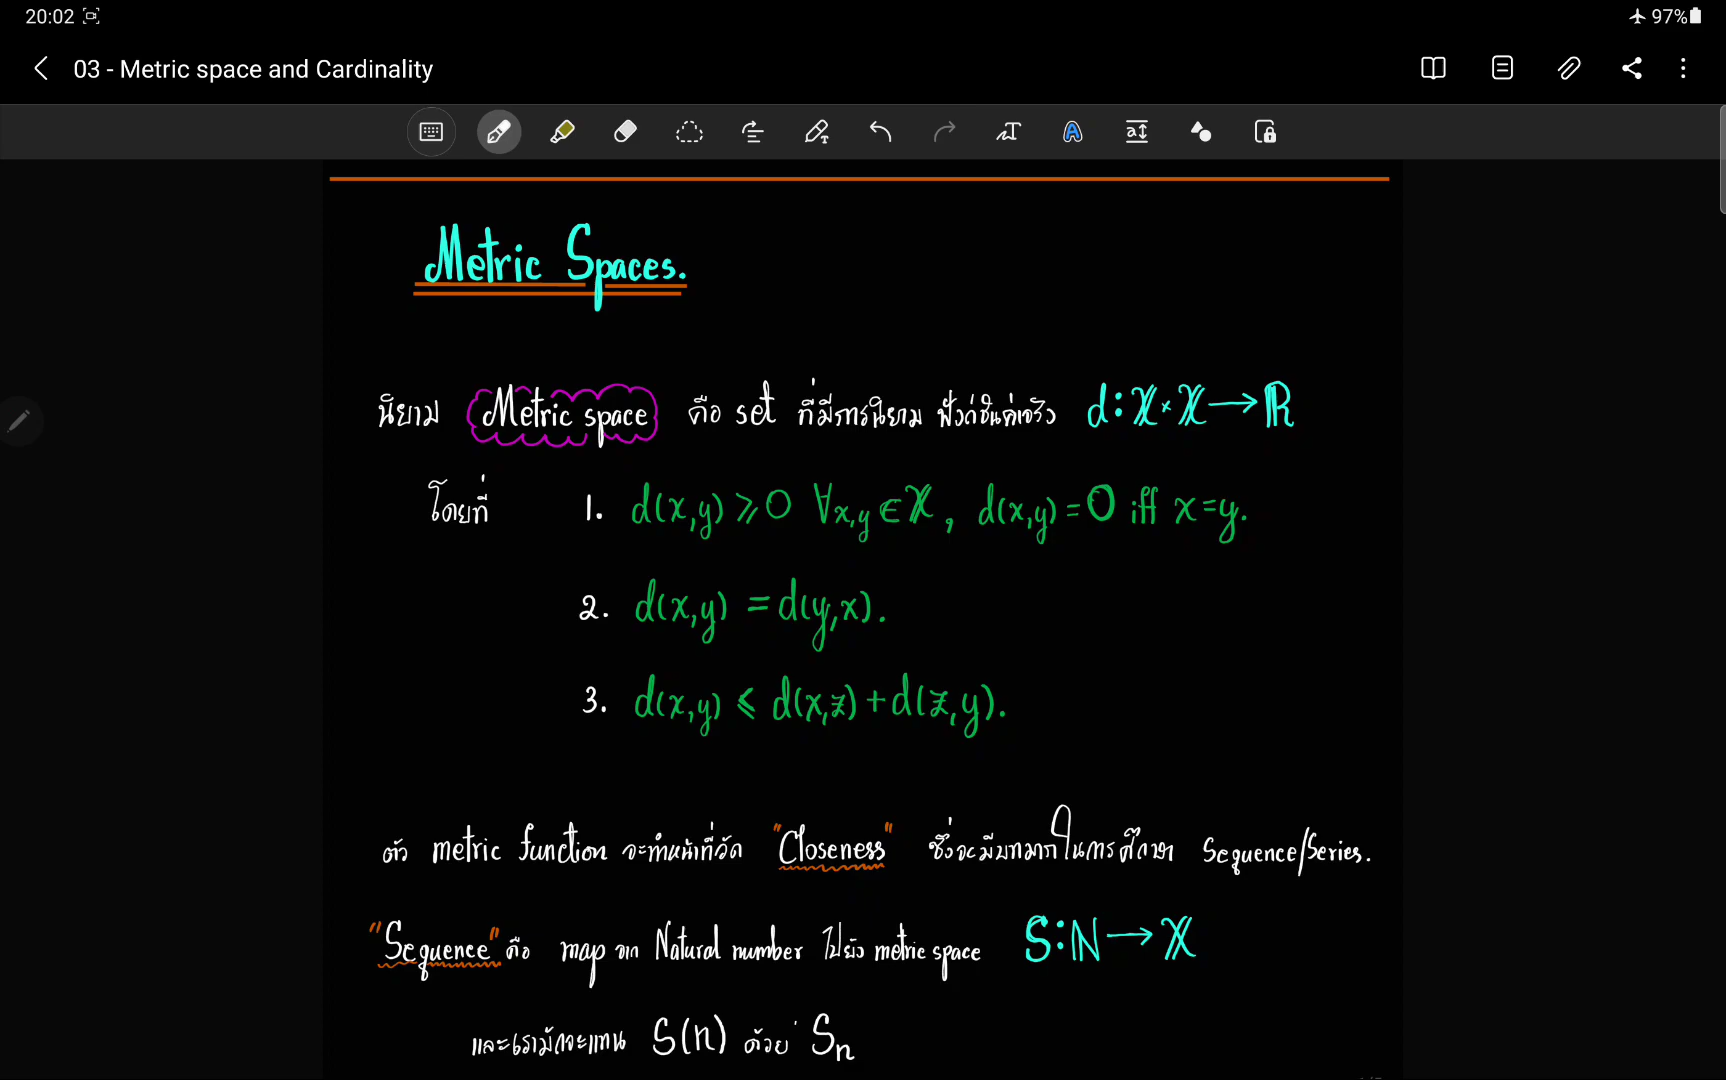 20:02
97%
03 - Metric space and Cardinality
Metric Spaces.
นิยาม Metric space คือ set ที่มีการนิยาม ฟังก์ชันค่าจริง d: X × X → ℝ
โดยที่ 1. d(x,y) ⩾ 0 ∀x,y ∈ X, d(x,y) = 0 iff x=y.
2. d(x,y) = d(y,x).
3. d(x,y) ⩽ d(x,z) + d(z,y).
ตัว metric function จะทำหน้าที่วัด "Closeness" ซึ่งจะมีบทบาทในการศึกษา Sequence/Series.
"Sequence" คือ map จาก Natural number ไปยัง metric space S: ℕ → X
และเรามักจะแทน S(n) ด้วย Sn